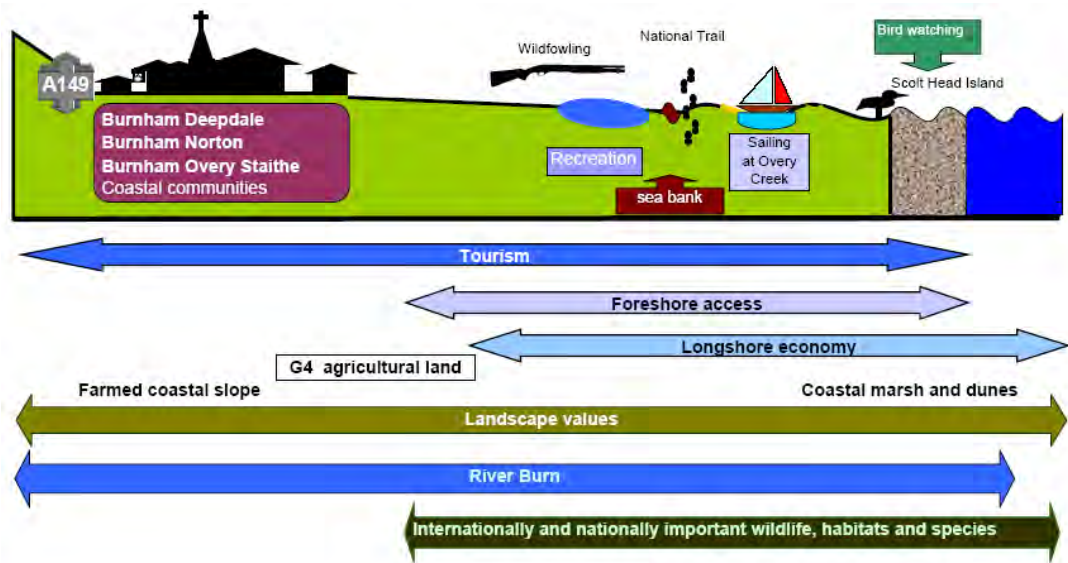 Bird watching
National Trail
Wildfowling
Scolt Head Island
A149
Burnham Deepdale
Burnham Norton
Burnham Overy Staithe
Coastal communities
Recreation
Sailing
at Overy
Creek
sea bank
Tourism
Foreshore access
Longshore economy
G4 agricultural land
Farmed coastal slope
Coastal marsh and dunes
Landscape values
River Burn
Internationally and nationally important wildlife, habitats and species